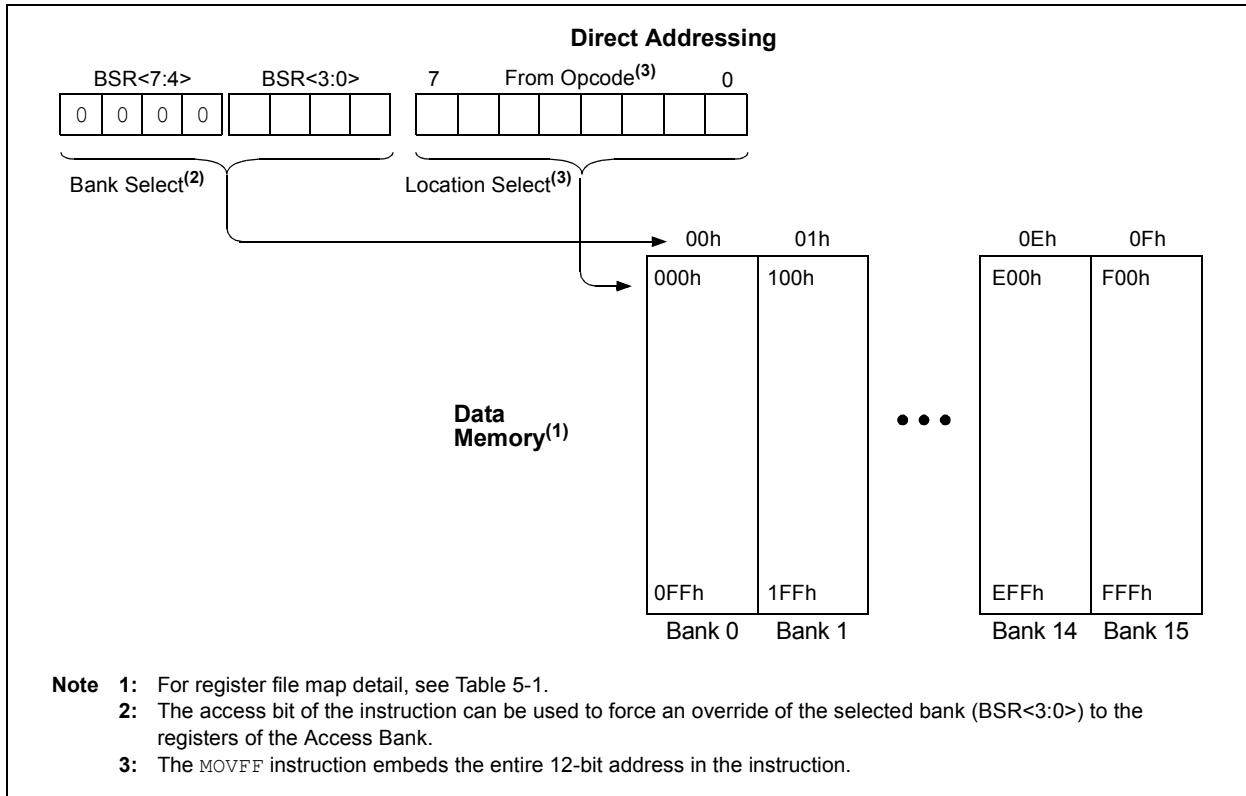 Direct Addressing
BSR<7:4> BSR<3:0> 7 From Opcode(3) 0
0 0 0 0
Bank Select(2) Location Select(3)
00h 01h 0Eh 0Fh
000h 100h E00h F00h
Data
Memory(1)
0FFh 1FFh EFFh FFFh
Bank 0 Bank 1 Bank 14 Bank 15
Note 1: For register file map detail, see Table 5-1.
2: The access bit of the instruction can be used to force an override of the selected bank (BSR<3:0>) to the
registers of the Access Bank.
3: The MOVFF instruction embeds the entire 12-bit address in the instruction.